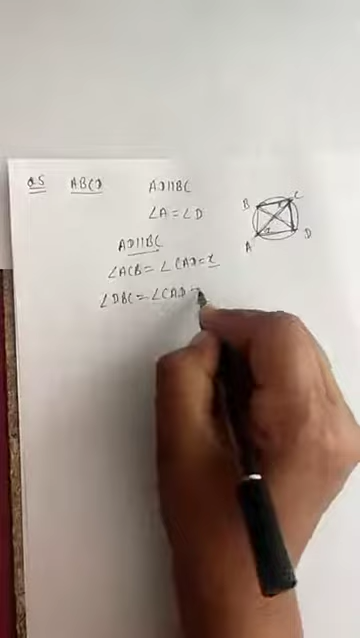 Q5 ABCD AD||BC
∠A = ∠D
AD||BC
∠ACB = ∠CAD = x
∠DBC = ∠CAD =
B C
A D